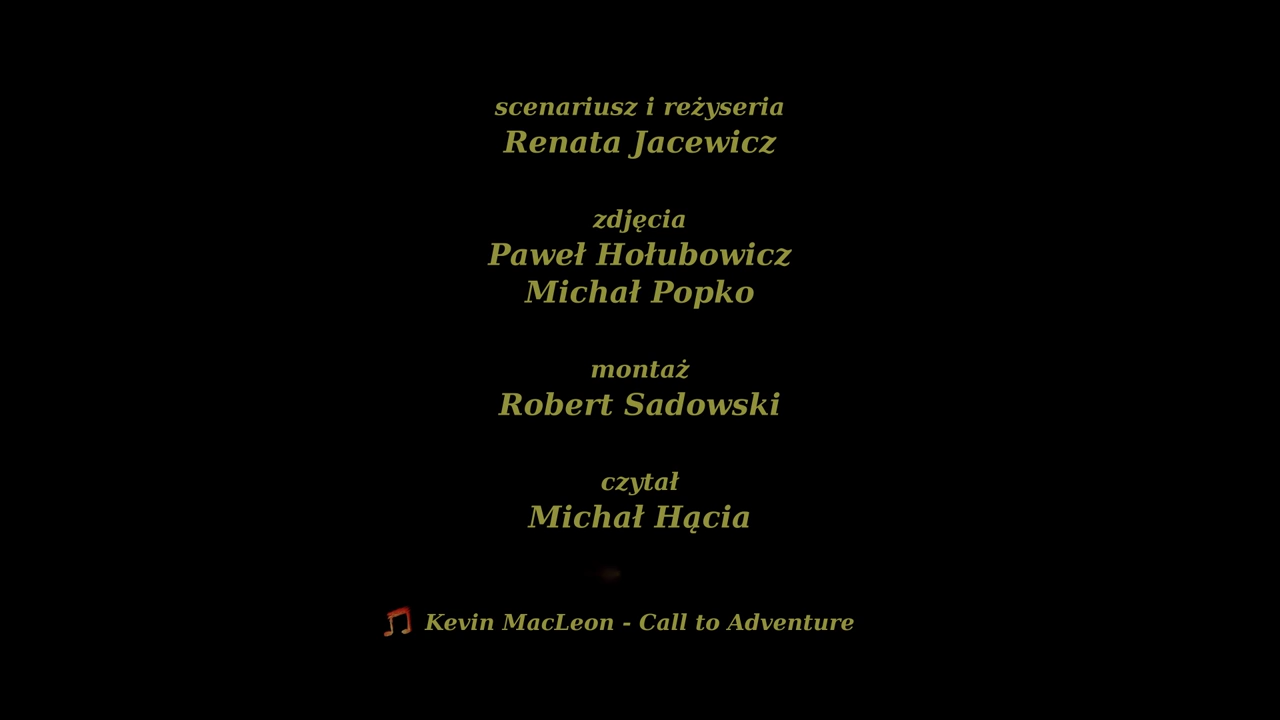 scenariusz i reżyseria
Renata Jacewicz
zdjęcia
Paweł Hołubowicz
Michał Popko
montaż
Robert Sadowski
czytał
Michał Hącia
Kevin MacLeon - Call to Adventure